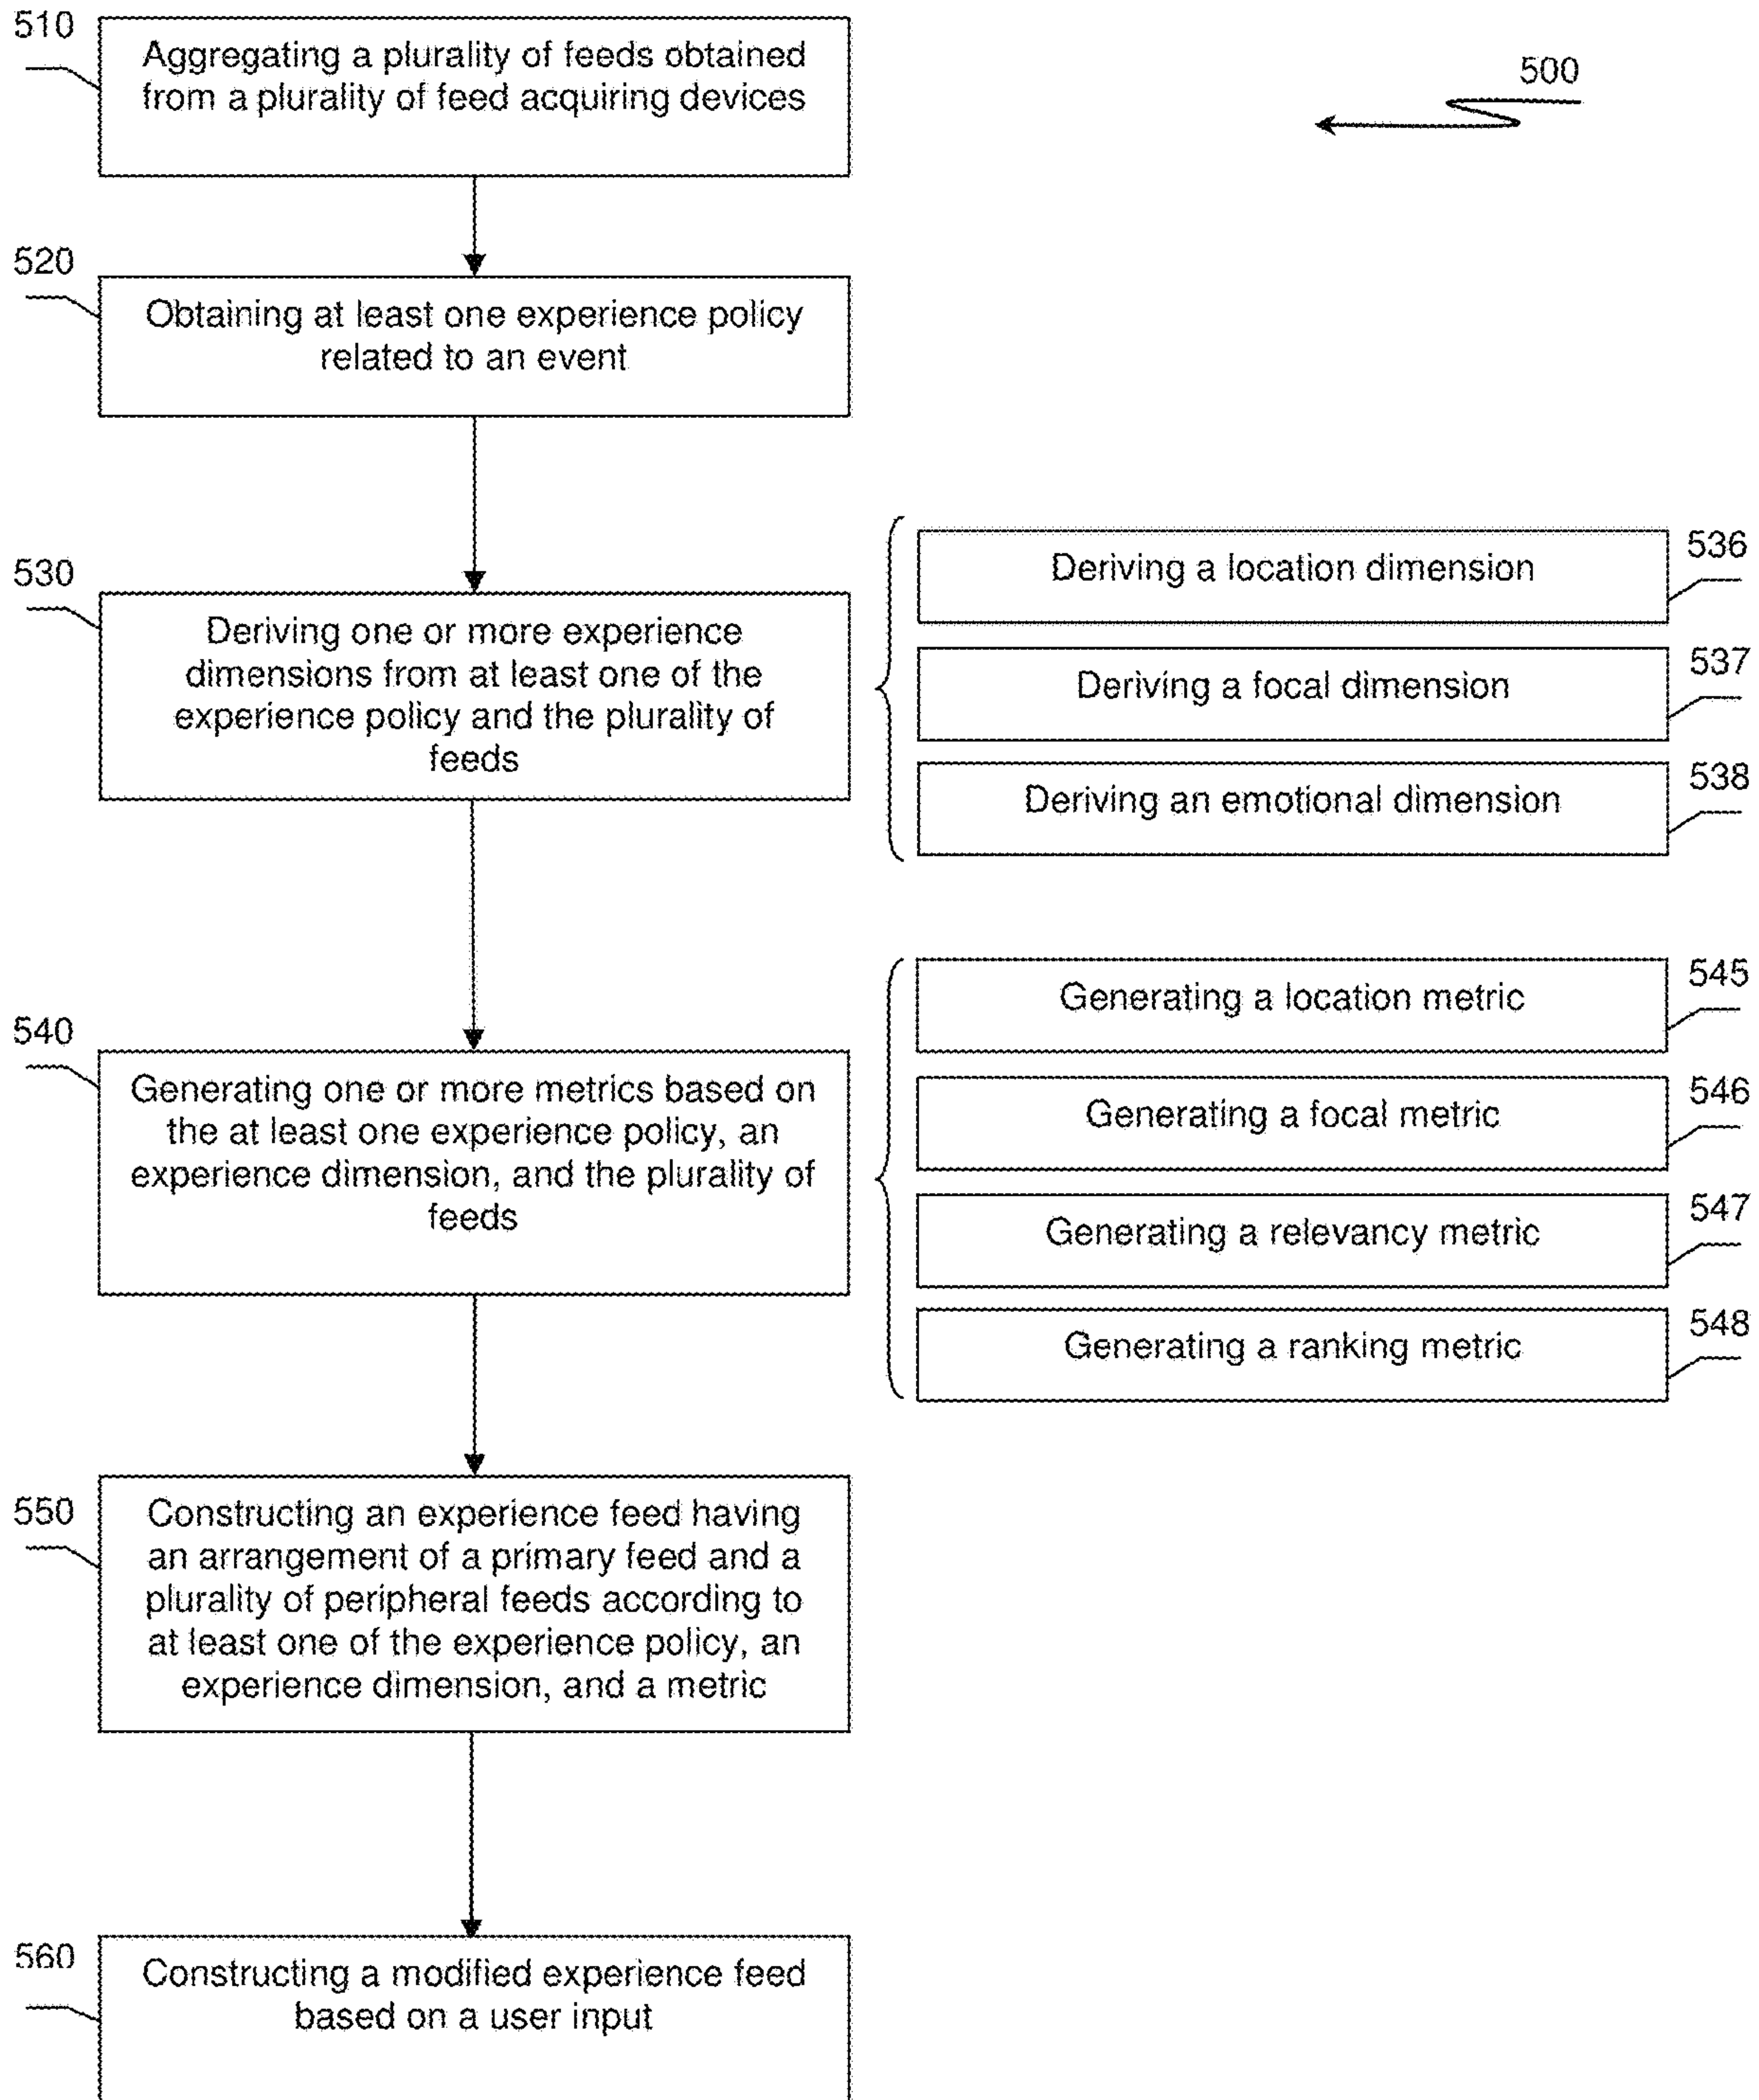 510
Aggregating a plurality of feeds obtained
from a plurality of feed acquiring devices
500
520
Obtaining at least one experience policy
related to an event
530
Deriving one or more experience
dimensions from at least one of the
experience policy and the plurality of
feeds
Deriving a location dimension
536
Deriving a focal dimension
537
Deriving an emotional dimension
538
540
Generating one or more metrics based on
the at least one experience policy, an
experience dimension, and the plurality of
feeds
Generating a location metric
545
Generating a focal metric
546
Generating a relevancy metric
547
Generating a ranking metric
548
550
Constructing an experience feed having
an arrangement of a primary feed and a
plurality of peripheral feeds according to
at least one of the experience policy, an
experience dimension, and a metric
560
Constructing a modified experience feed
based on a user input